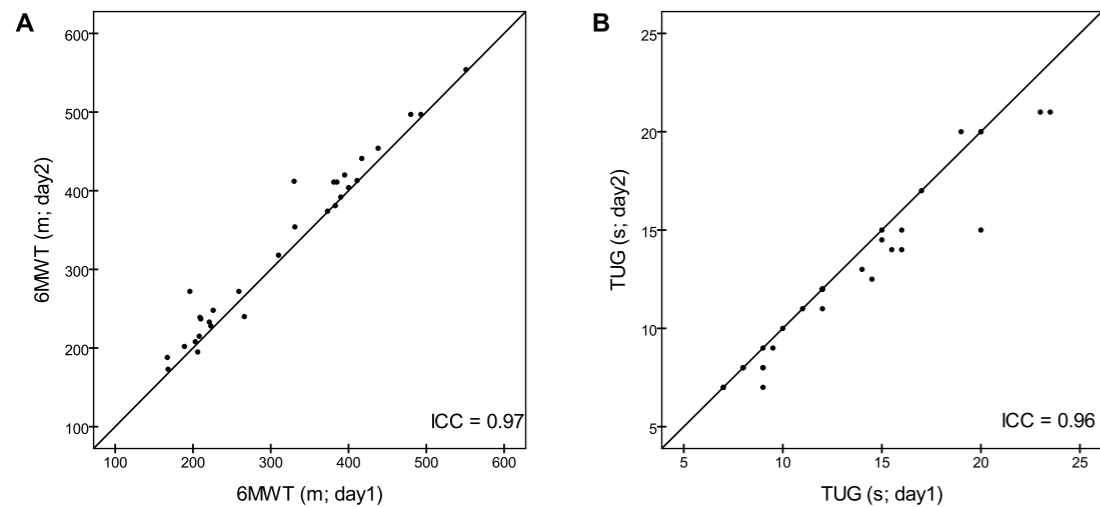 A
B
600
500
400
300
200
100
6MWT (m; day2)
ICC = 0.97
100 200 300 400 500 600
6MWT (m; day1)
25
20
15
10
5
TUG (s; day2)
ICC = 0.96
5 10 15 20 25
TUG (s; day1)